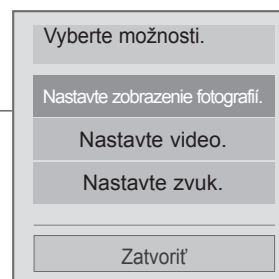 Vyberte možnosti.
Nastavte zobrazenie fotografií.
Nastavte video.
Nastavte zvuk.
Zatvoriť